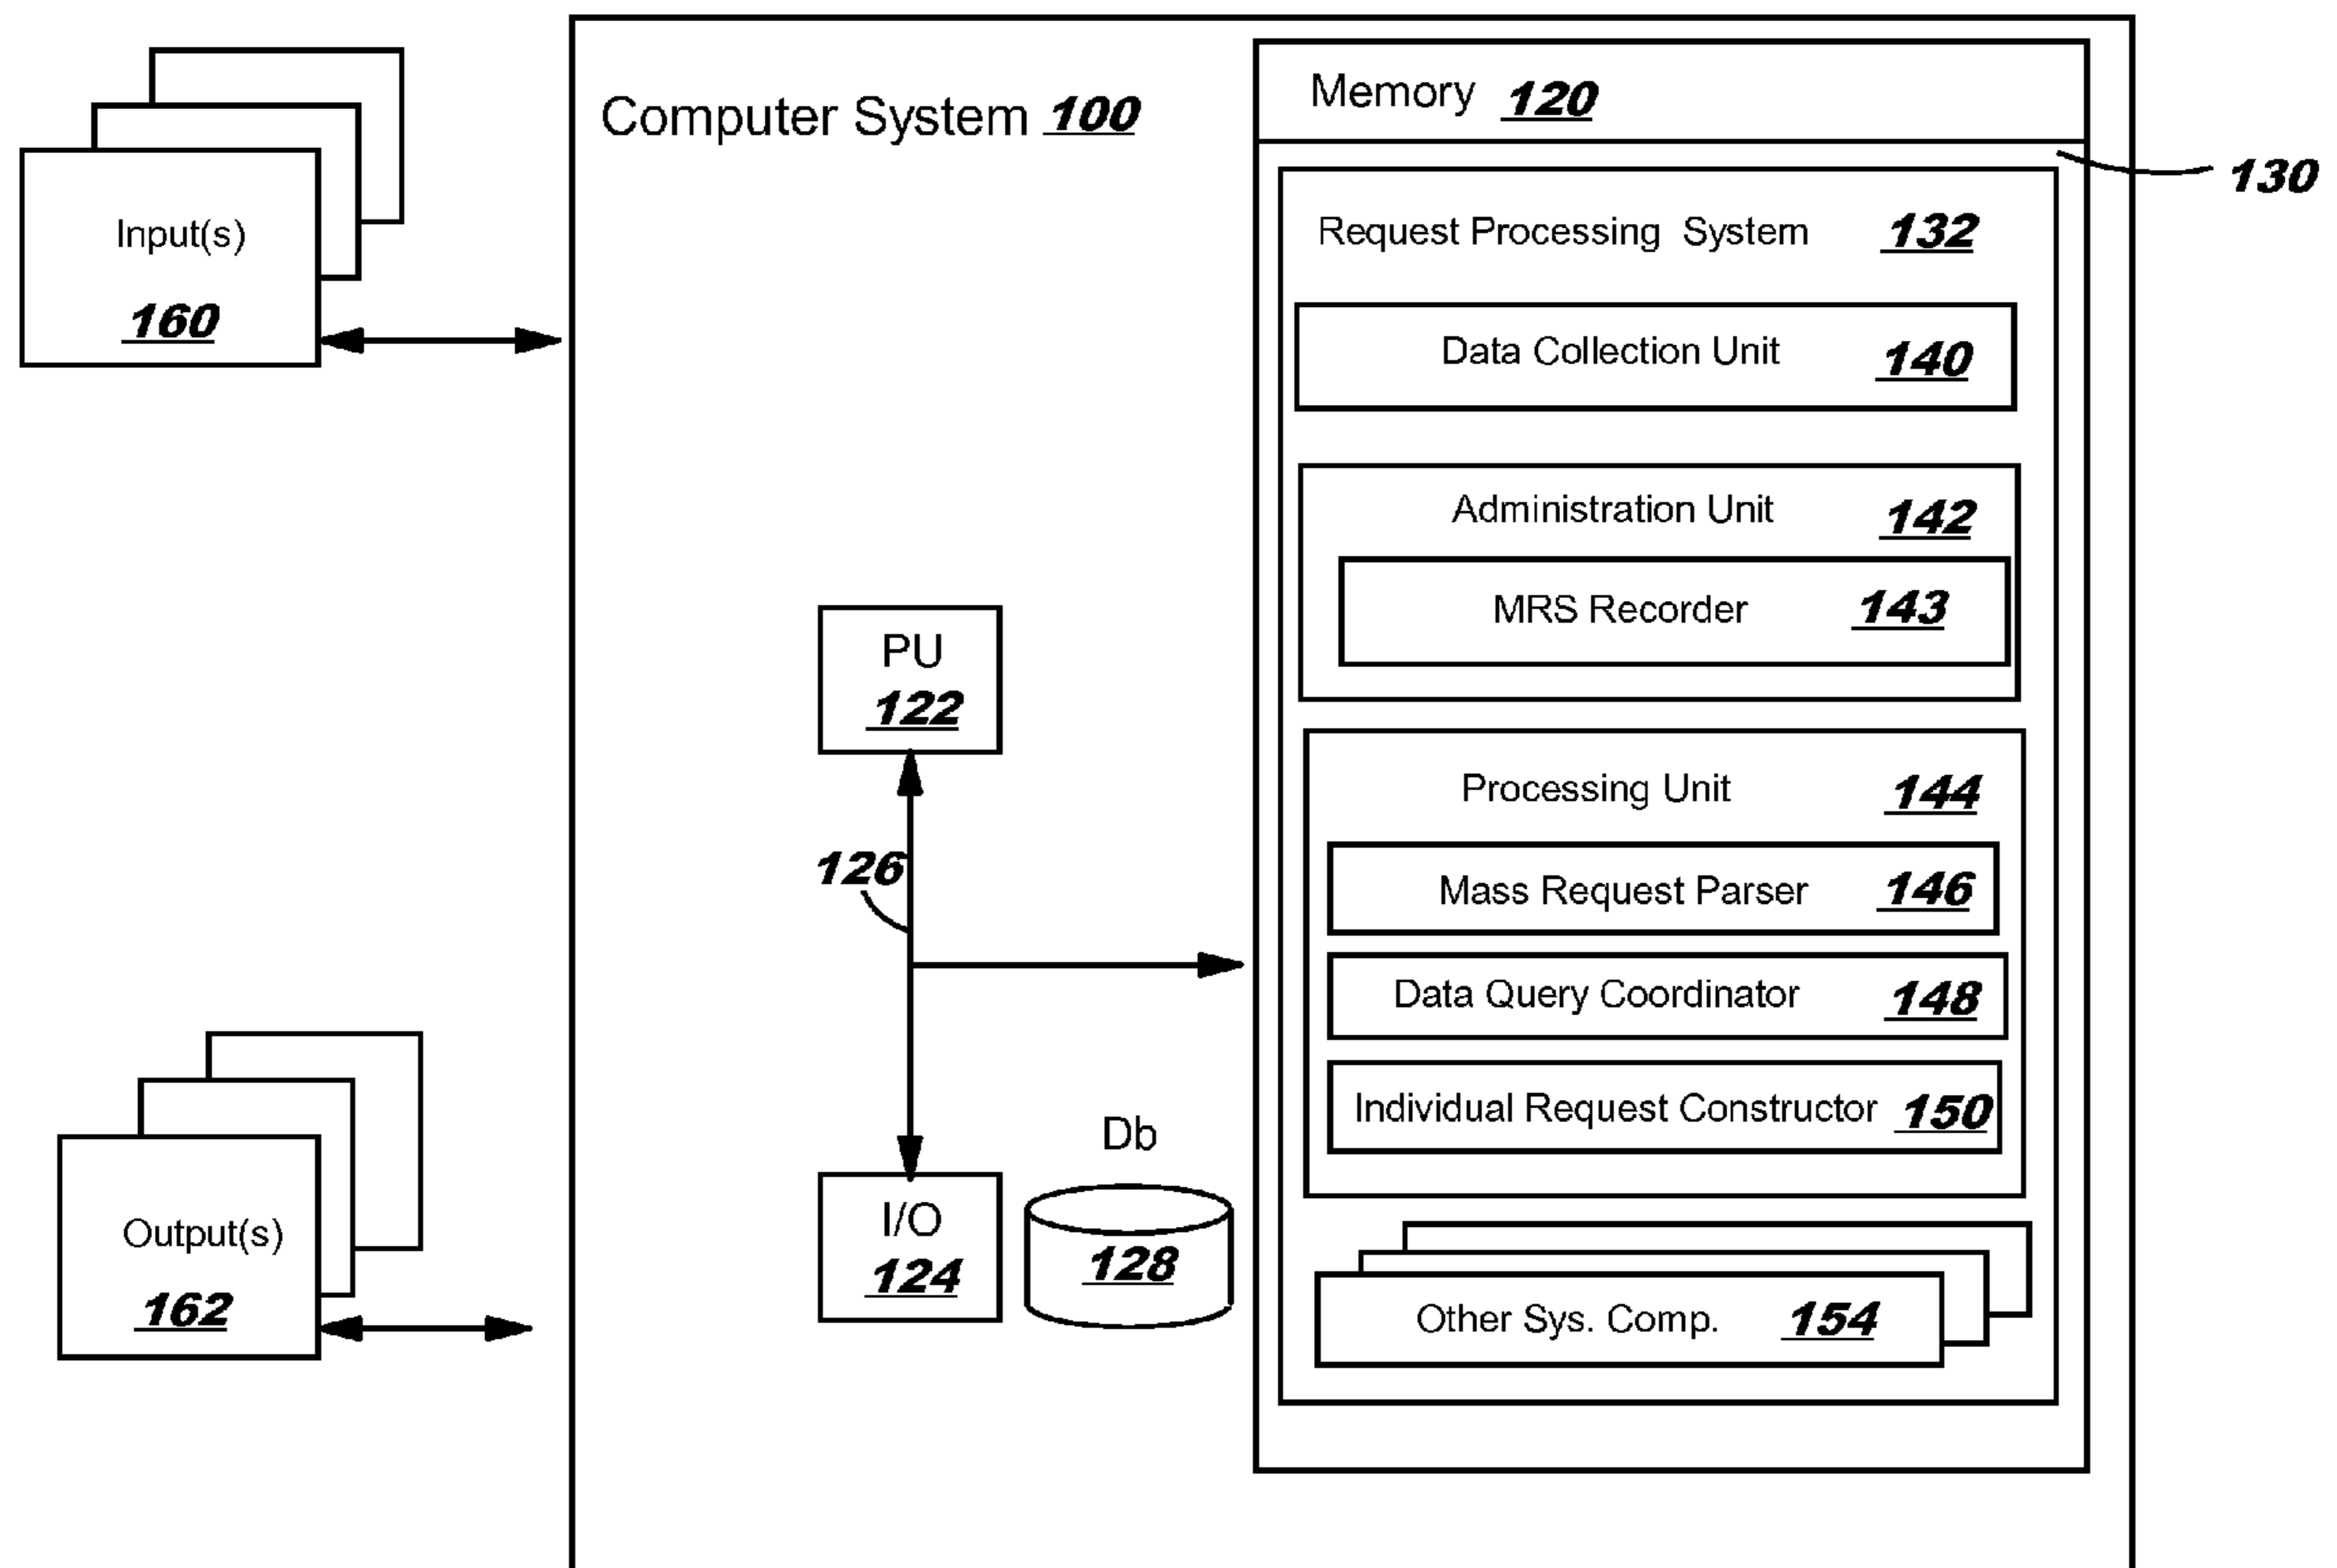 Input(s)
160
Output(s)
162
Computer System 100
PU
122
126
I/O
124
Db
128
Memory 120
130
Request Processing System 132
Data Collection Unit 140
Administration Unit 142
MRS Recorder 143
Processing Unit 144
Mass Request Parser 146
Data Query Coordinator 148
Individual Request Constructor 150
Other Sys. Comp. 154